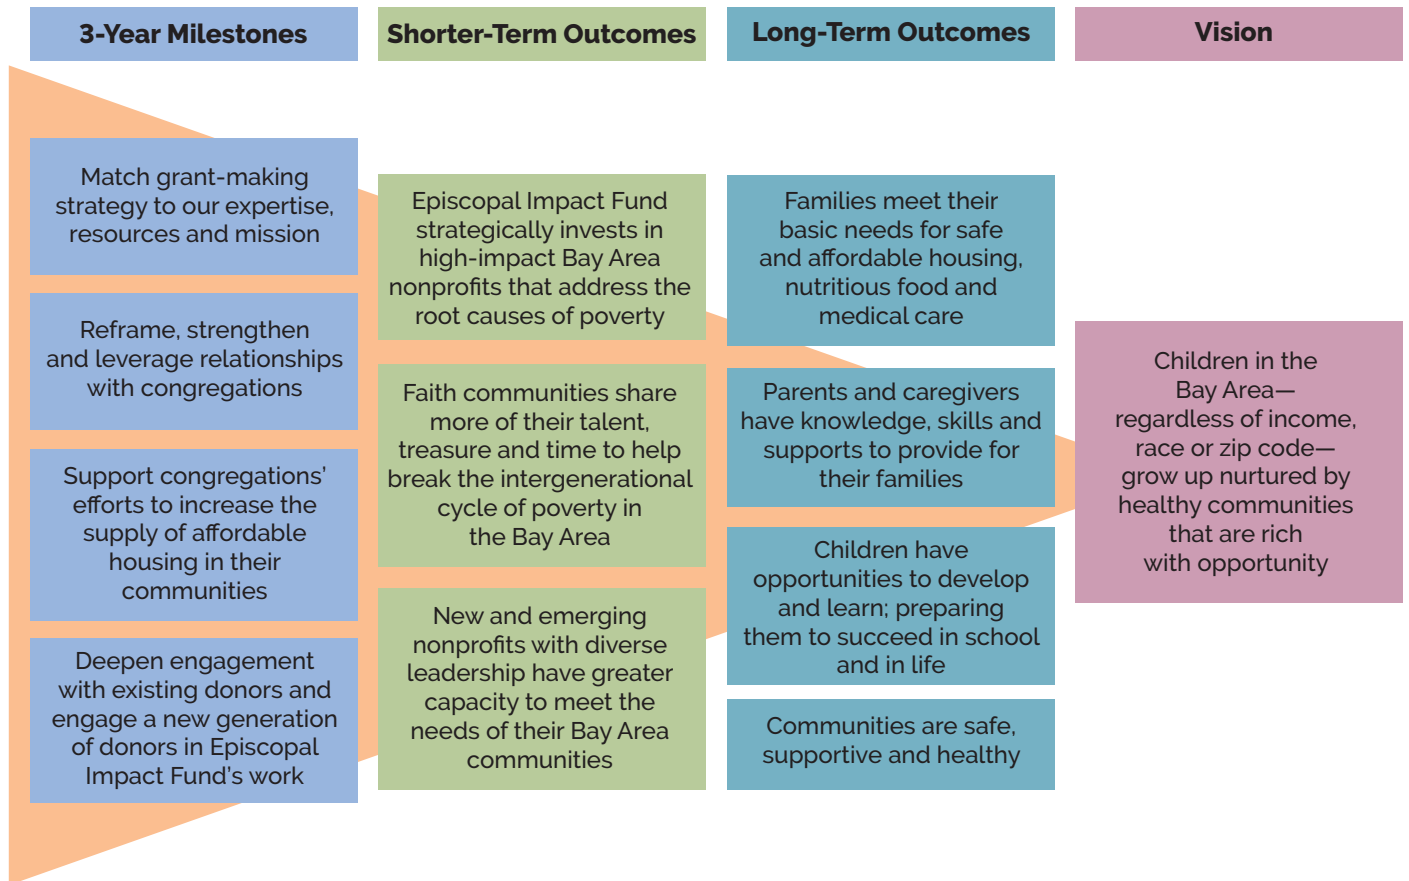 3-Year Milestones
Match grant-making
strategy to our expertise,
resources and mission
Reframe, strengthen
and leverage relationships
with congregations
Support congregations’
efforts to increase the
supply of affordable
housing in their
communities
Deepen engagement
with existing donors and
engage a new generation
of donors in Episcopal
Impact Fund’s work
Shorter-Term Outcomes
Episcopal Impact Fund
strategically invests in
high-impact Bay Area
nonprofits that address the
root causes of poverty
Faith communities share
more of their talent,
treasure and time to help
break the intergenerational
cycle of poverty in
the Bay Area
New and emerging
nonprofits with diverse
leadership have greater
capacity to meet the
needs of their Bay Area
communities
Long-Term Outcomes
Families meet their
basic needs for safe
and affordable housing,
nutritious food and
medical care
Parents and caregivers
have knowledge, skills and
supports to provide for
their families
Children have
opportunities to develop
and learn; preparing
them to succeed in school
and in life
Communities are safe,
supportive and healthy
Vision
Children in the
Bay Area—
regardless of income,
race or zip code—
grow up nurtured by
healthy communities
that are rich
with opportunity